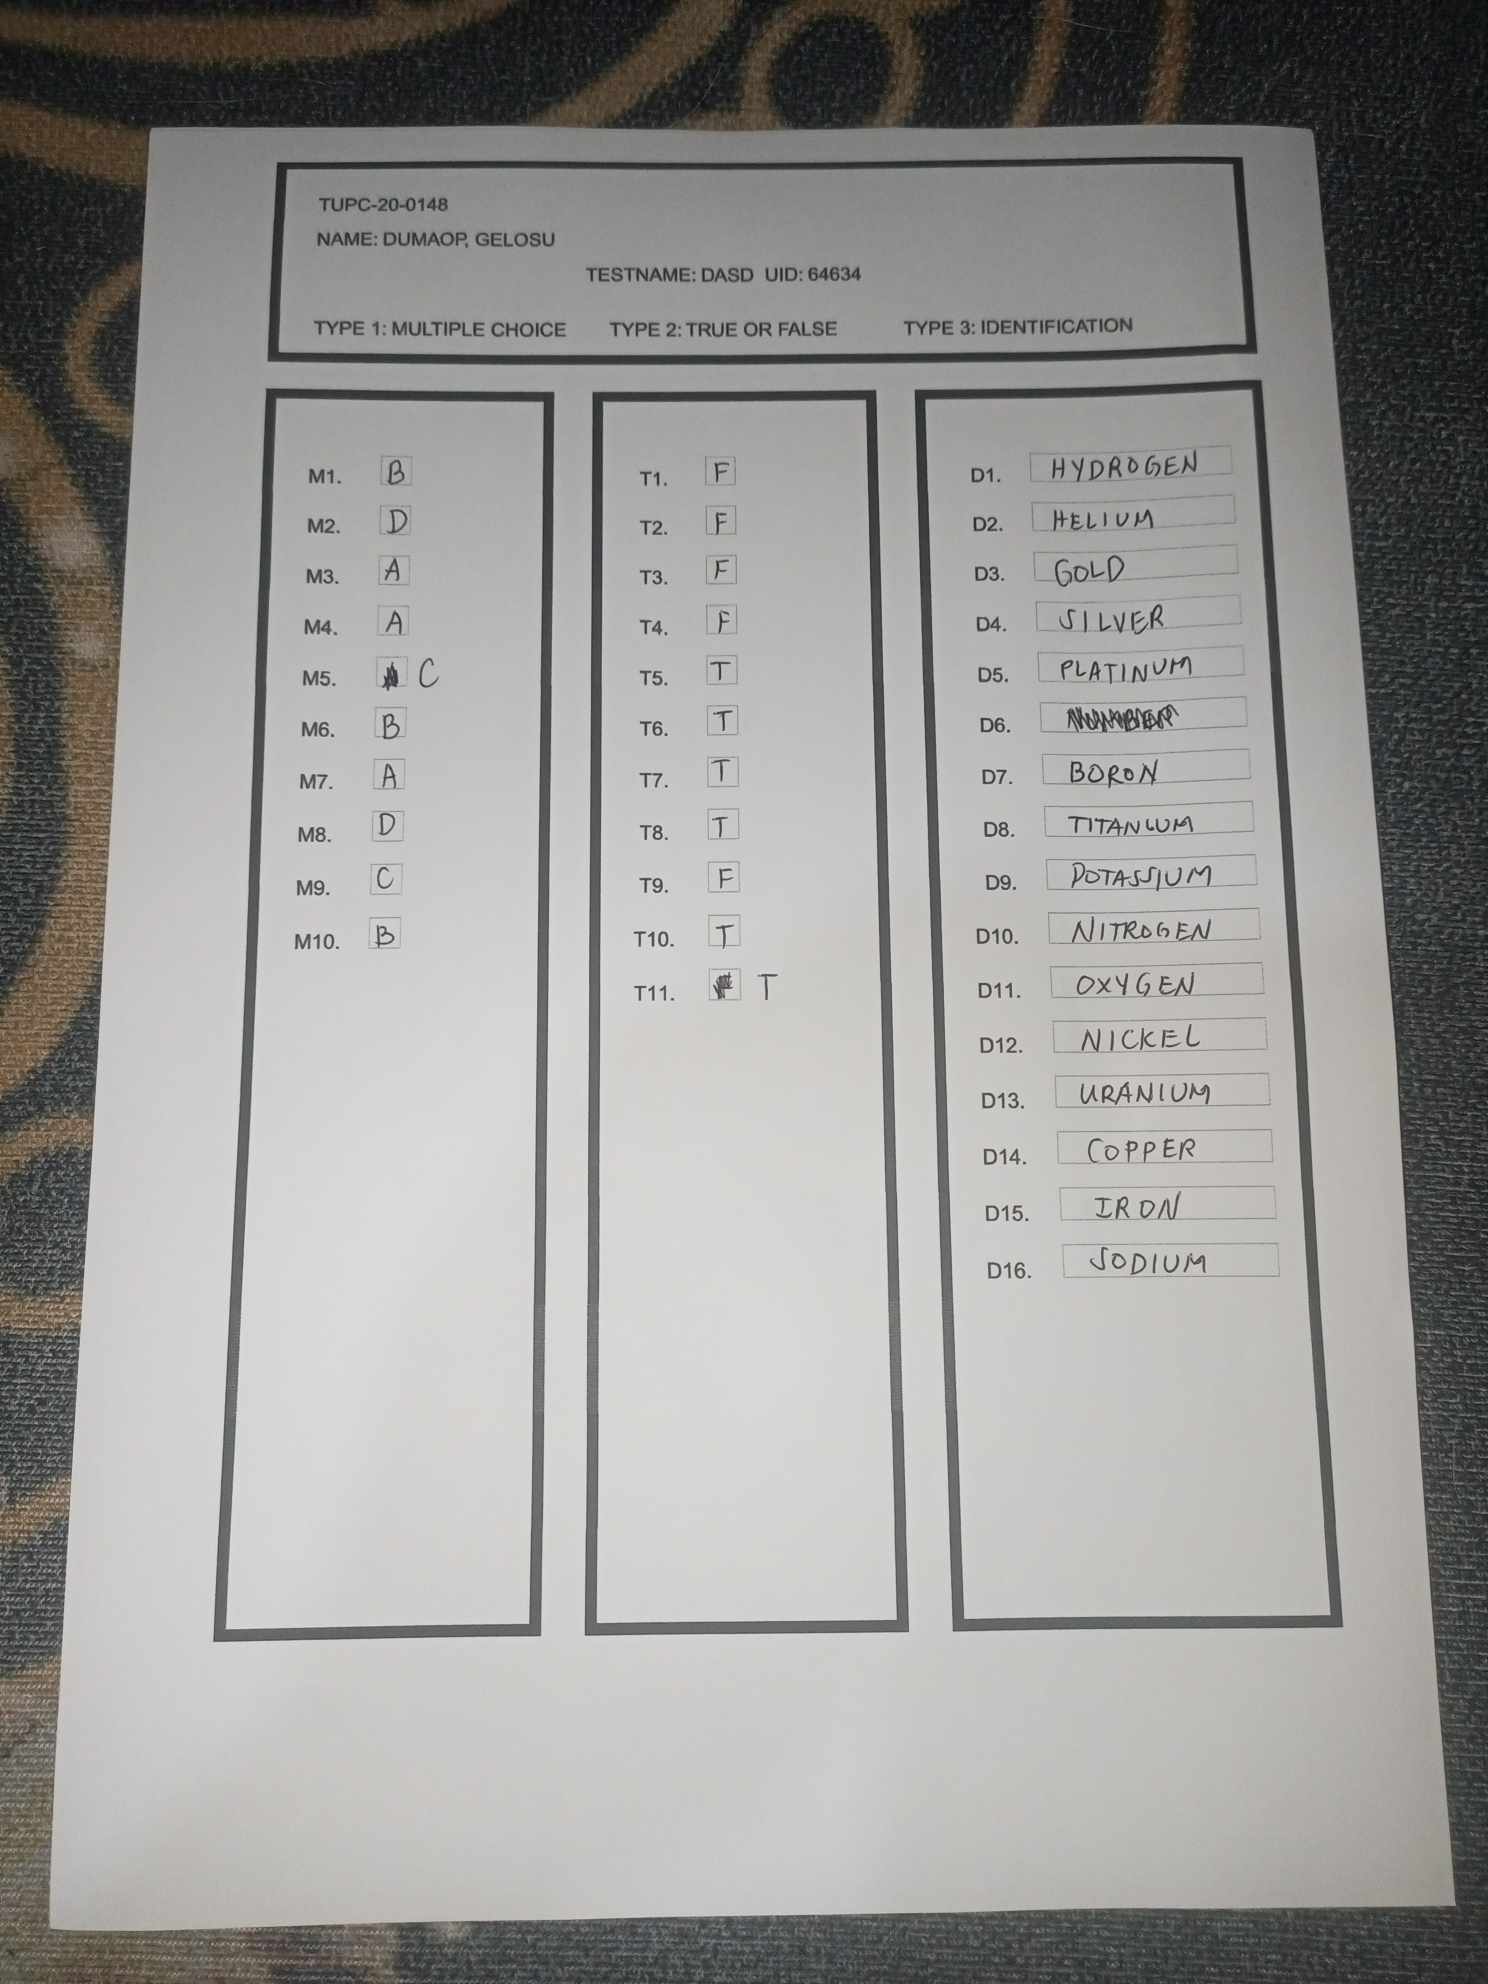 TUPC-20-0148
NAME: DUMAOP, GELOSU
TESTNAME: DASD UID: 64634
TYPE 1: MULTIPLE CHOICE TYPE 2: TRUE OR FALSE TYPE 3: IDENTIFICATION
M1. B
M2. D
M3. A
M4. A
M5. C
M6. B
M7. A
M8. D
M9. C
M10. B
T1. F
T2. F
T3. F
T4. F
T5. T
T6. T
T7. T
T8. T
T9. F
T10. T
T11. T
D1. HYDROGEN
D2. HELIUM
D3. GOLD
D4. SILVER
D5. PLATINUM
D6.
D7. BORON
D8. TITANIUM
D9. POTASSIUM
D10. NITROGEN
D11. OXYGEN
D12. NICKEL
D13. URANIUM
D14. COPPER
D15. IRON
D16. SODIUM